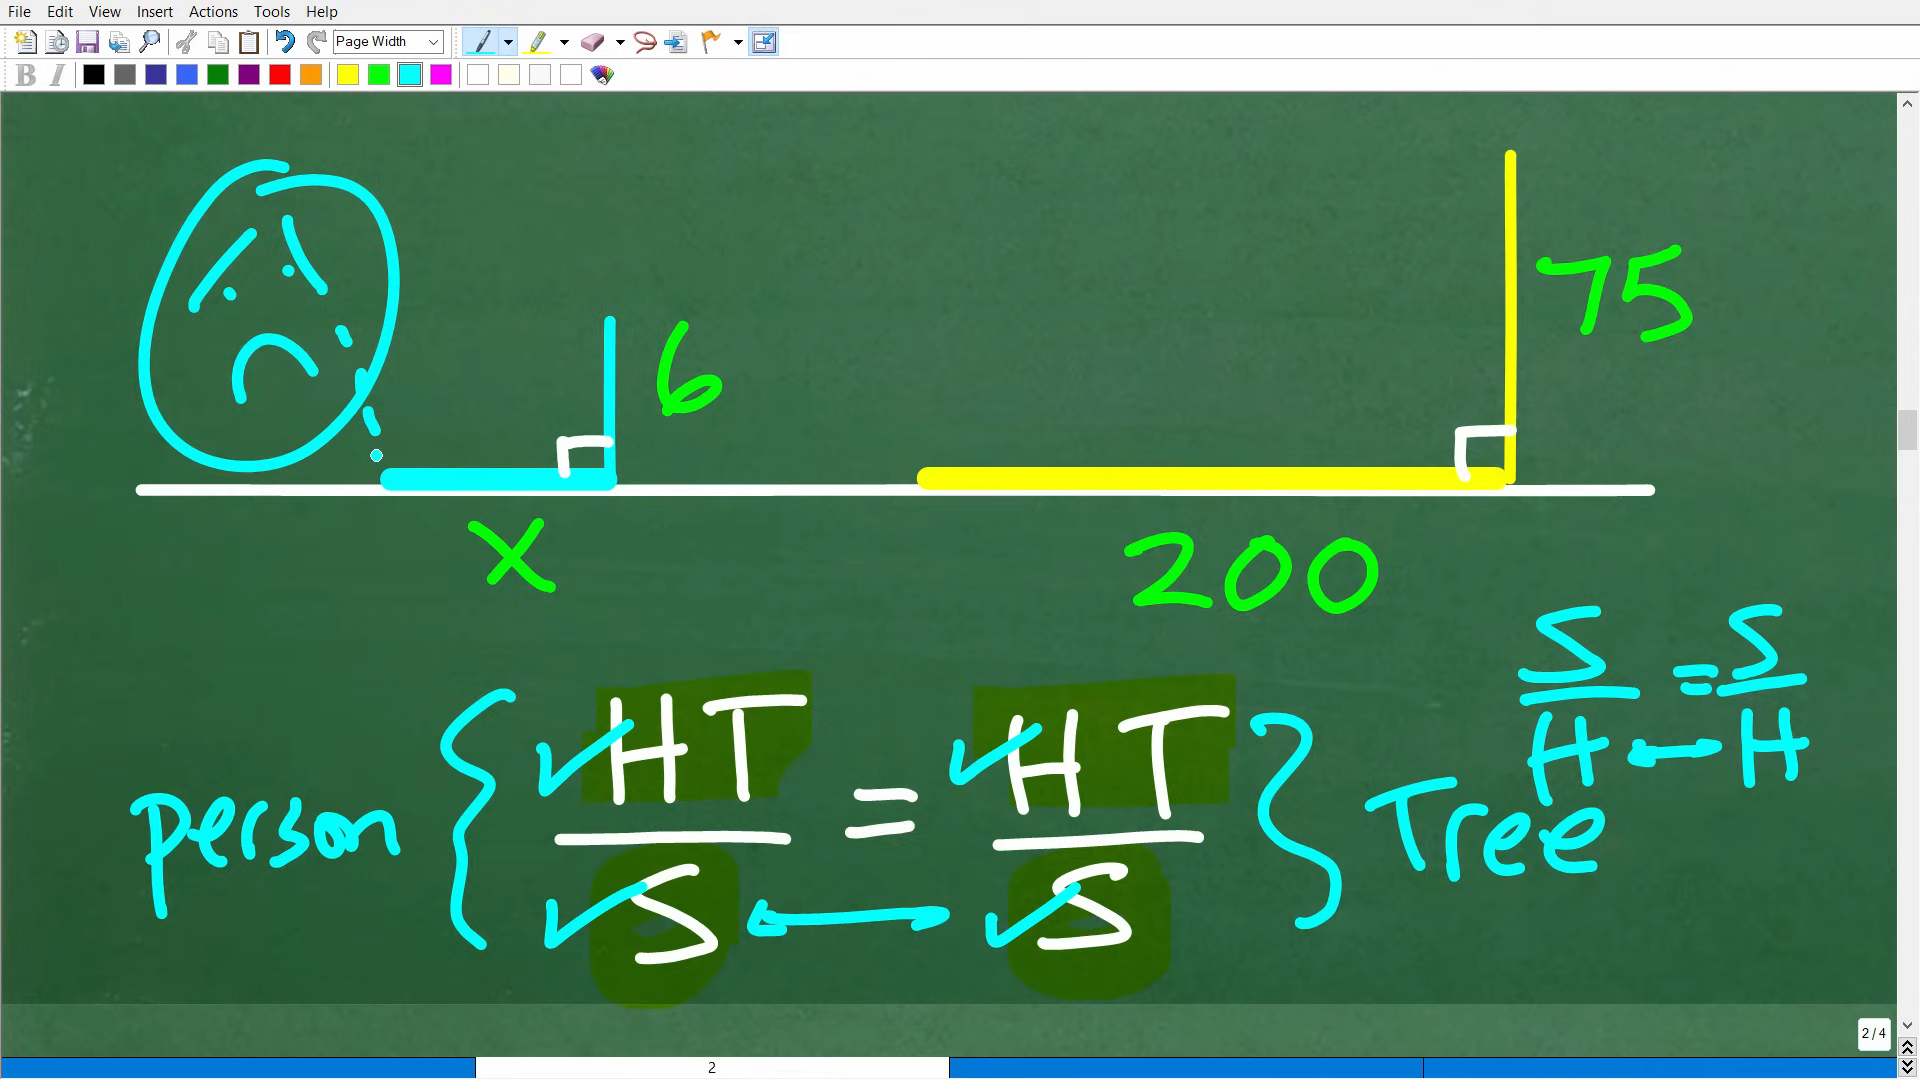 File Edit View Insert Actions Tools Help
Page Width
B I
75
6
x
200
S/H = S/H
person { HT/S = HT/S } Tree
2 / 4
2